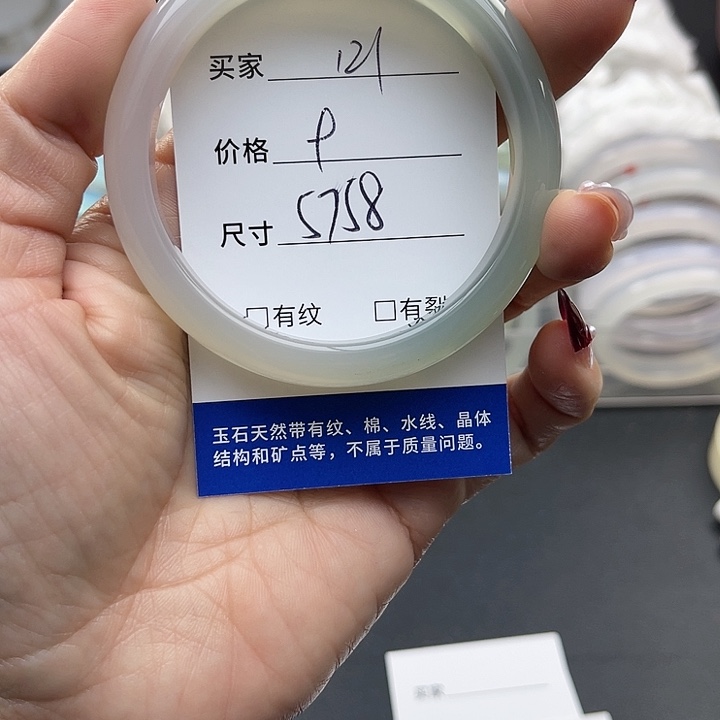 买家 121
价格 P
尺寸 5758
□有纹 □有裂
玉石天然带有纹、棉、水线、晶体
结构和矿点等，不属于质量问题。